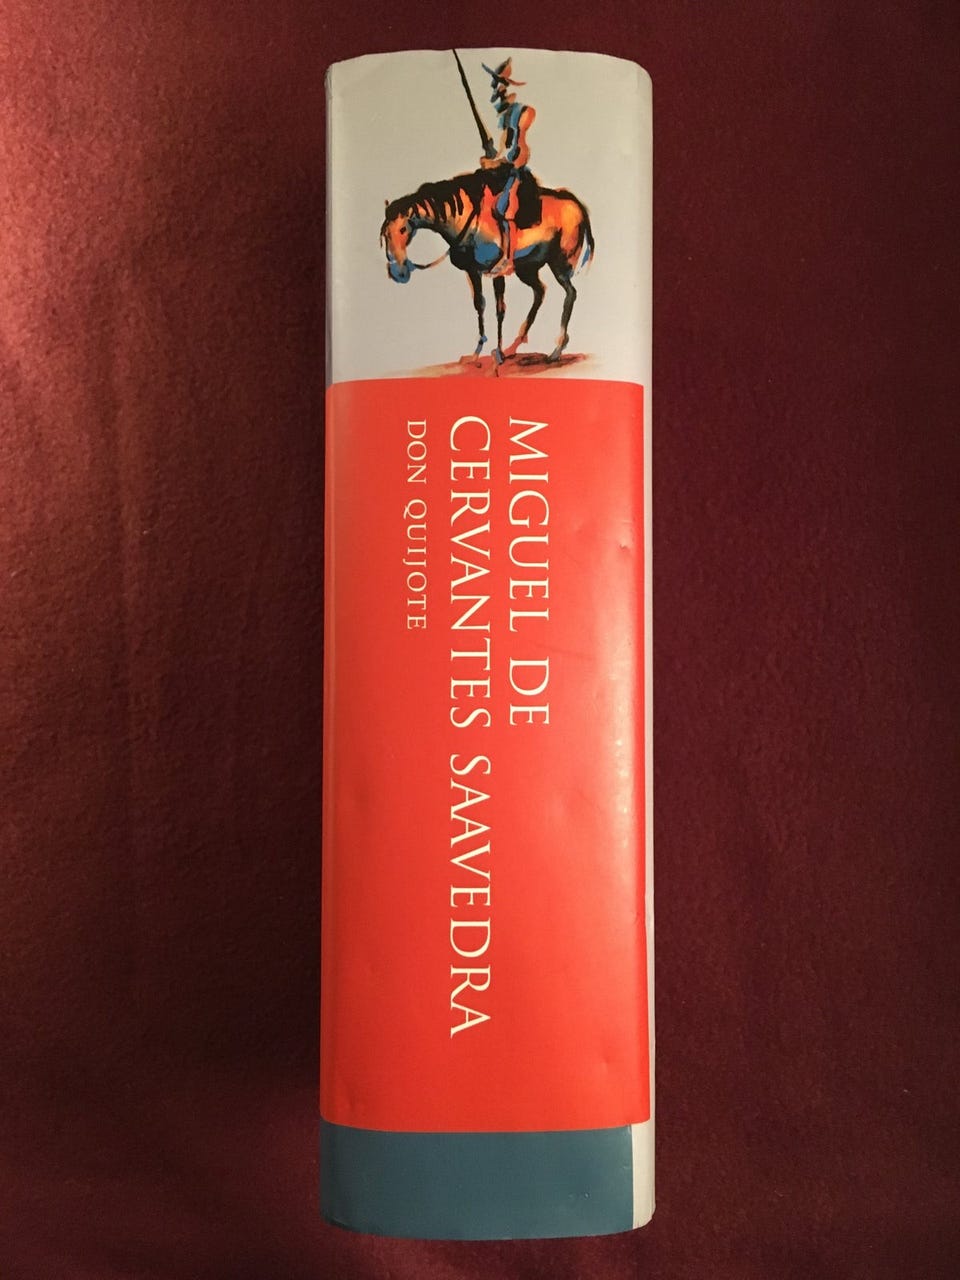 MIGUEL DE
CERVANTES SAAVEDRA
DON QUIJOTE